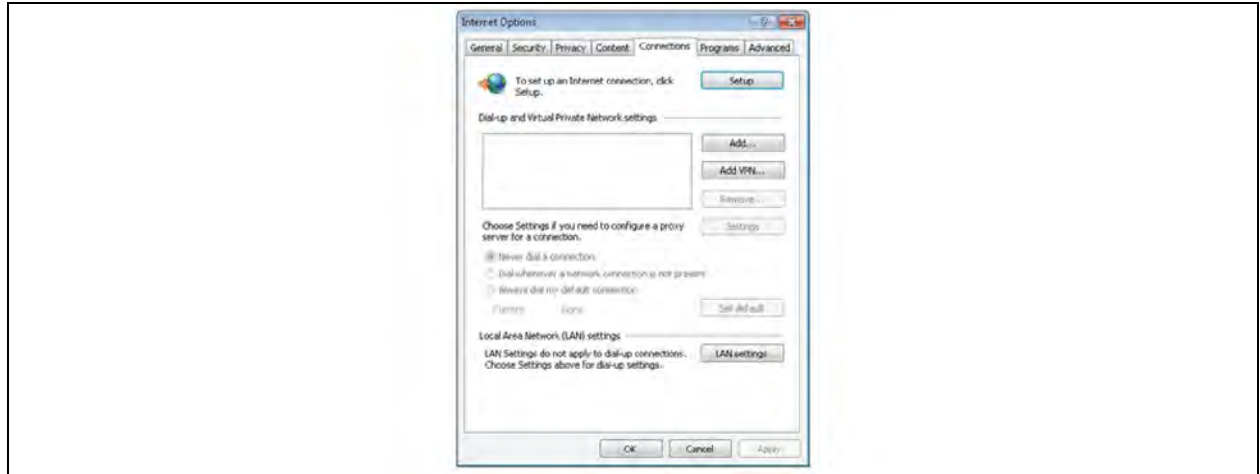 Internet Options
General Security Privacy Content Connections Programs Advanced
To set up an Internet connection, click
Setup.
Setup
Dial-up and Virtual Private Network settings
Add...
Add VPN...
Remove...
Choose Settings if you need to configure a proxy
server for a connection.
Settings
Never dial a connection
Dial whenever a network connection is not present
Always dial my default connection
Current None
Set default
Local Area Network (LAN) settings
LAN Settings do not apply to dial-up connections.
Choose Settings above for dial-up settings.
LAN settings
OK Cancel Apply